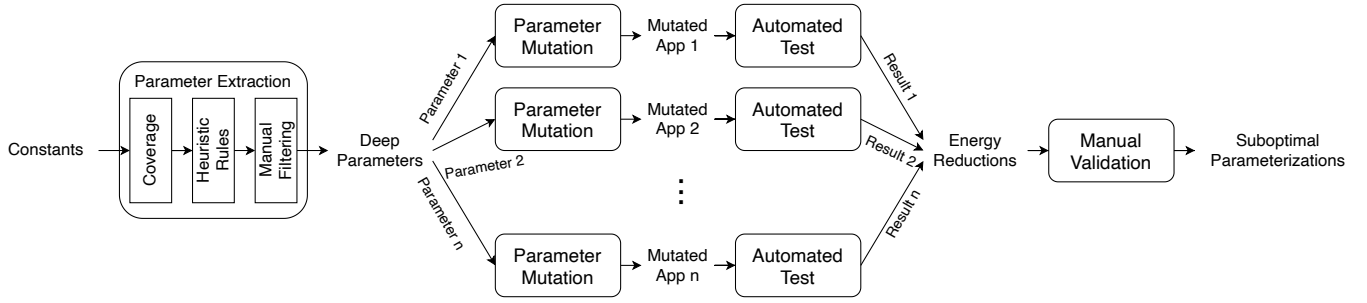 Constants
Parameter Extraction
Coverage
Heuristic
Rules
Manual
Filtering
Deep
Parameters
Parameter 1
Parameter 2
Parameter n
Parameter
Mutation
Mutated
App 1
Automated
Test
Result 1
Parameter
Mutation
Mutated
App 2
Automated
Test
Result 2
...
Parameter
Mutation
Mutated
App n
Automated
Test
Result n
Energy
Reductions
Manual
Validation
Suboptimal
Parameterizations